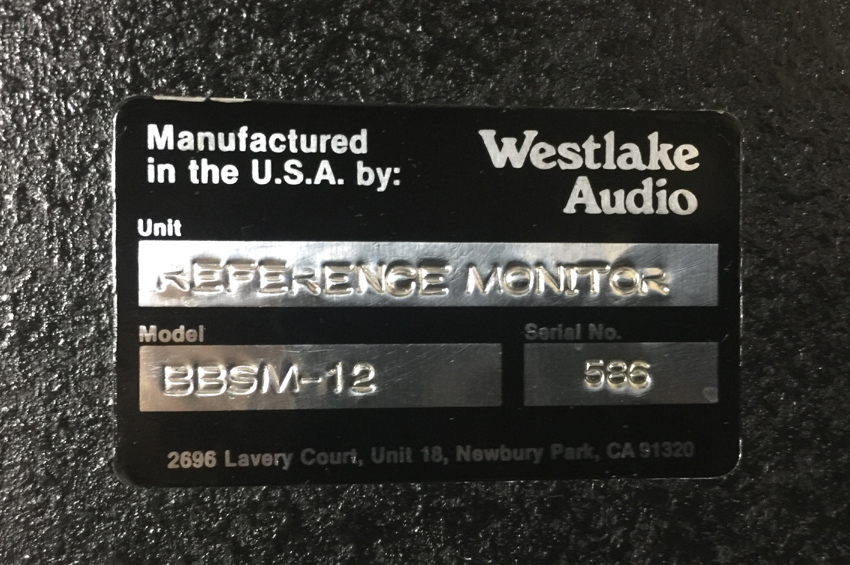 Manufactured
in the U.S.A. by:
Westlake
Audio
Unit
REFERENCE MONITOR
Model
Serial No.
BBSM-12
586
2696 Lavery Court, Unit 18, Newbury Park, CA 91320